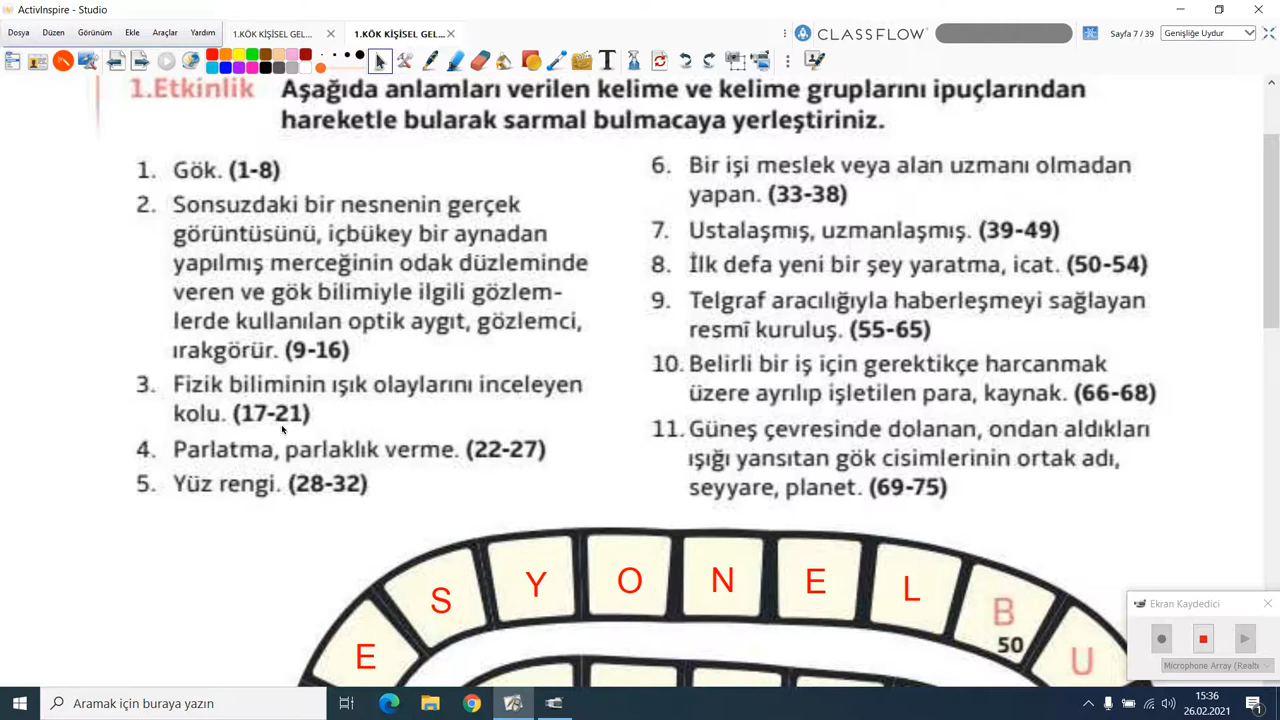 ActivInspire - Studio
Dosya Düzen Görünüm Ekle Araçlar Yardım
1.KÖK KİŞİSEL GEL...
1.KÖK KİŞİSEL GEL...
CLASSFLOW
Sayfa 7 / 39
Genişliğe Uydur
1.Etkinlik Aşağıda anlamları verilen kelime ve kelime gruplarını ipuçlarından
hareketle bularak sarmal bulmacaya yerleştiriniz.
1. Gök. (1-8)
2. Sonsuzdaki bir nesnenin gerçek
görüntüsünü, içbükey bir aynadan
yapılmış merceğinin odak düzleminde
veren ve gök bilimiyle ilgili gözlem-
lerde kullanılan optik aygıt, gözlemci,
ırakgörür. (9-16)
3. Fizik biliminin ışık olaylarını inceleyen
kolu. (17-21)
4. Parlatma, parlaklık verme. (22-27)
5. Yüz rengi. (28-32)
6. Bir işi meslek veya alan uzmanı olmadan
yapan. (33-38)
7. Ustalaşmış, uzmanlaşmış. (39-49)
8. İlk defa yeni bir şey yaratma, icat. (50-54)
9. Telgraf aracılığıyla haberleşmeyi sağlayan
resmî kuruluş. (55-65)
10. Belirli bir iş için gerektikçe harcanmak
üzere ayrılıp işletilen para, kaynak. (66-68)
11. Güneş çevresinde dolanan, ondan aldıkları
ışığı yansıtan gök cisimlerinin ortak adı,
seyyare, planet. (69-75)
E S Y O N E L B U
50
Ekran Kaydedici
Microphone Array (Realte
Aramak için buraya yazın
15:36
26.02.2021
1